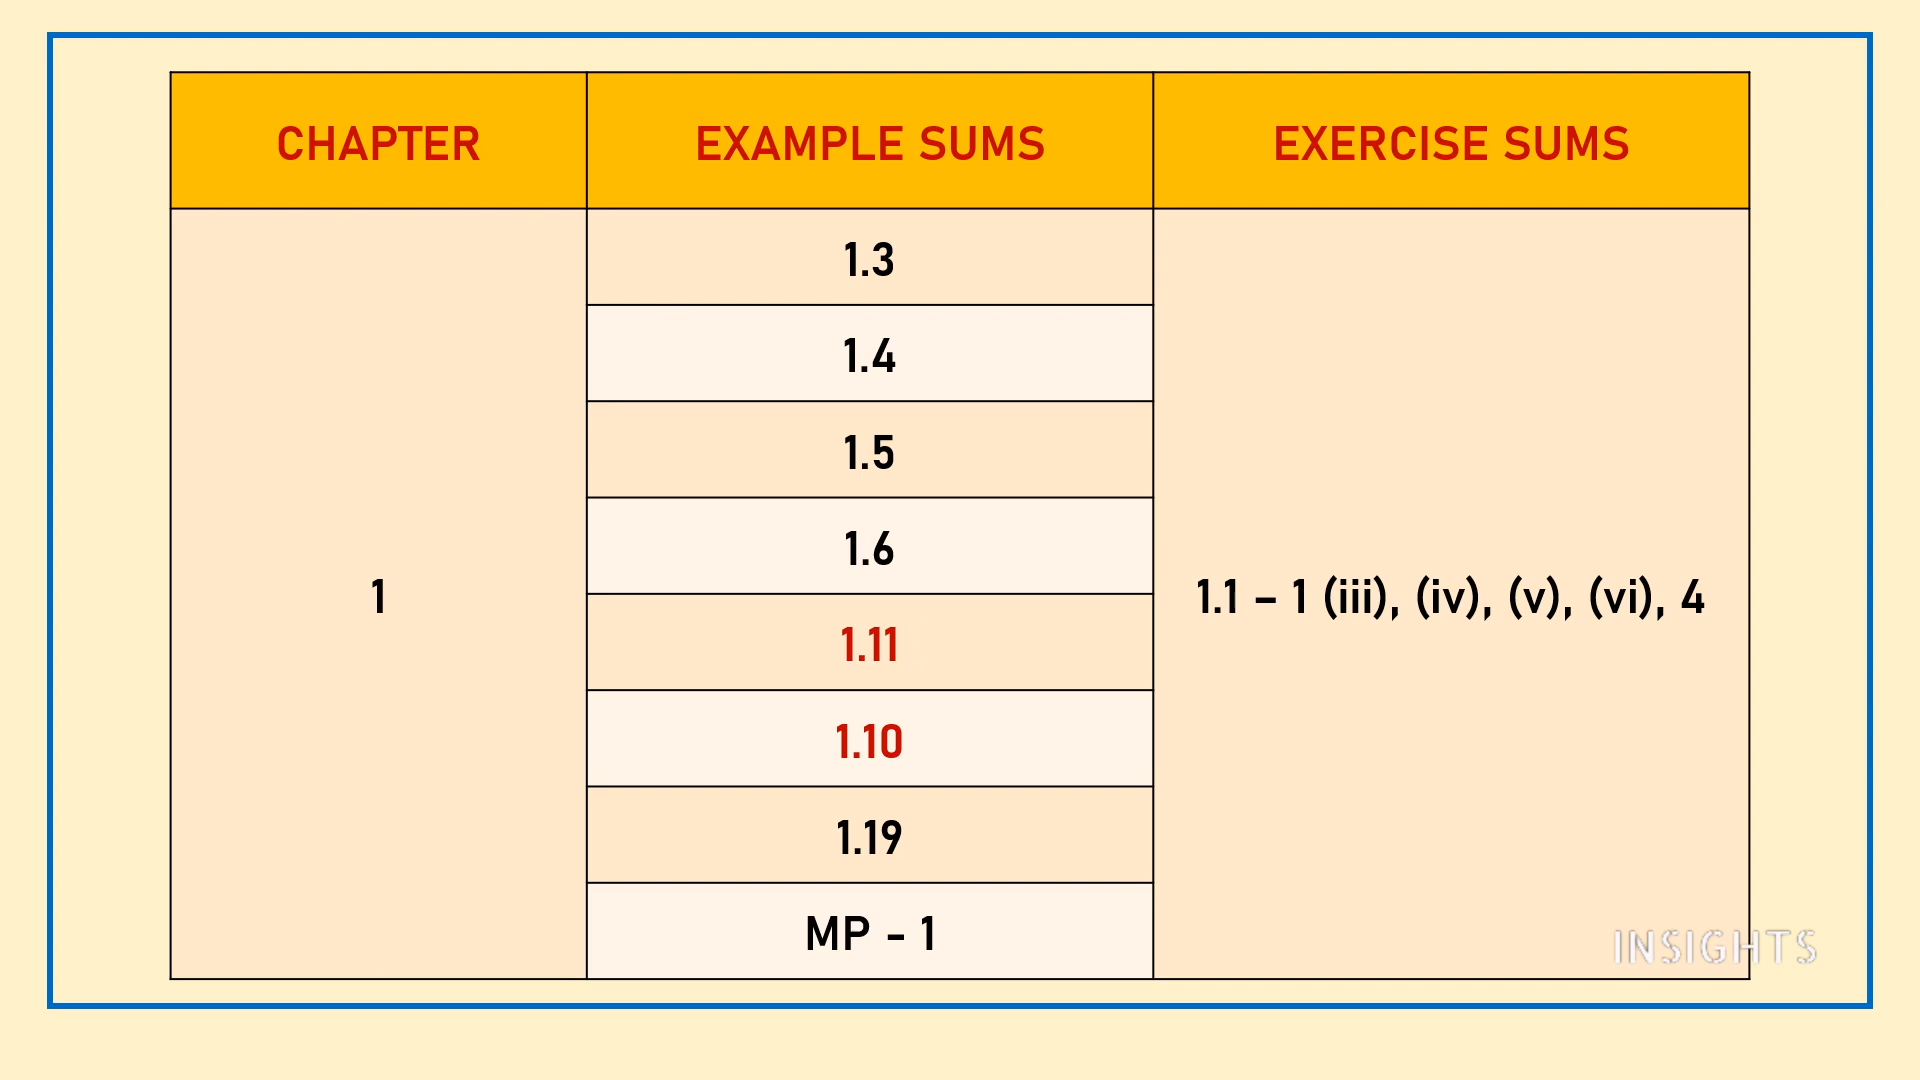 CHAPTER EXAMPLE SUMS EXERCISE SUMS
1.3
1.4
1.5
1.6
1 1.1 – 1 (iii), (iv), (v), (vi), 4
1.11
1.10
1.19
MP - 1
INSIGHTS